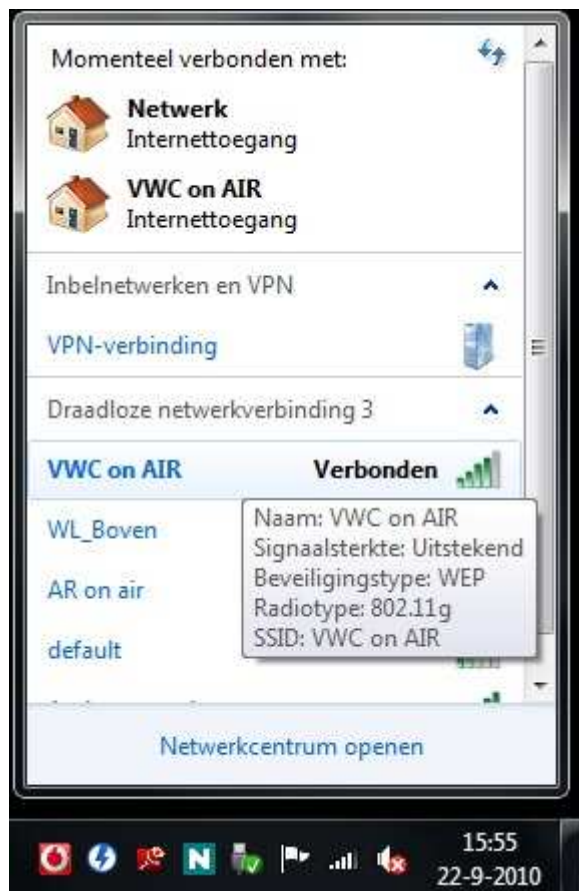 Momenteel verbonden met:
Netwerk
Internettoegang
VWC on AIR
Internettoegang
Inbelnetwerken en VPN
VPN-verbinding
Draadloze netwerkverbinding 3
VWC on AIR Verbonden
WL_Boven
AR on air
default
Naam: VWC on AIR
Signaalsterkte: Uitstekend
Beveiligingstype: WEP
Radiotype: 802.11g
SSID: VWC on AIR
Netwerkcentrum openen
N
15:55
22-9-2010